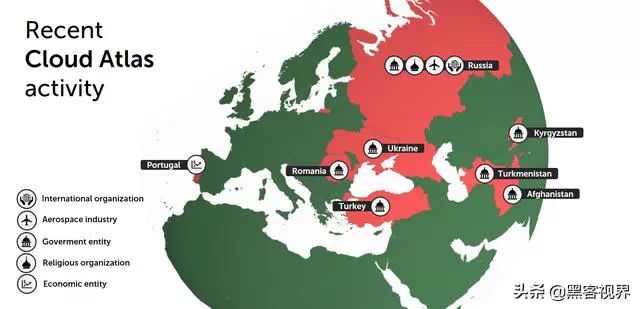 Recent
Cloud Atlas
activity
Russia
Kyrgyzstan
Ukraine
Portugal
Romania
Turkmenistan
Afghanistan
Turkey
International organization
Aerospace industry
Goverment entity
Religious organization
Economic entity
头条 @黑客视界